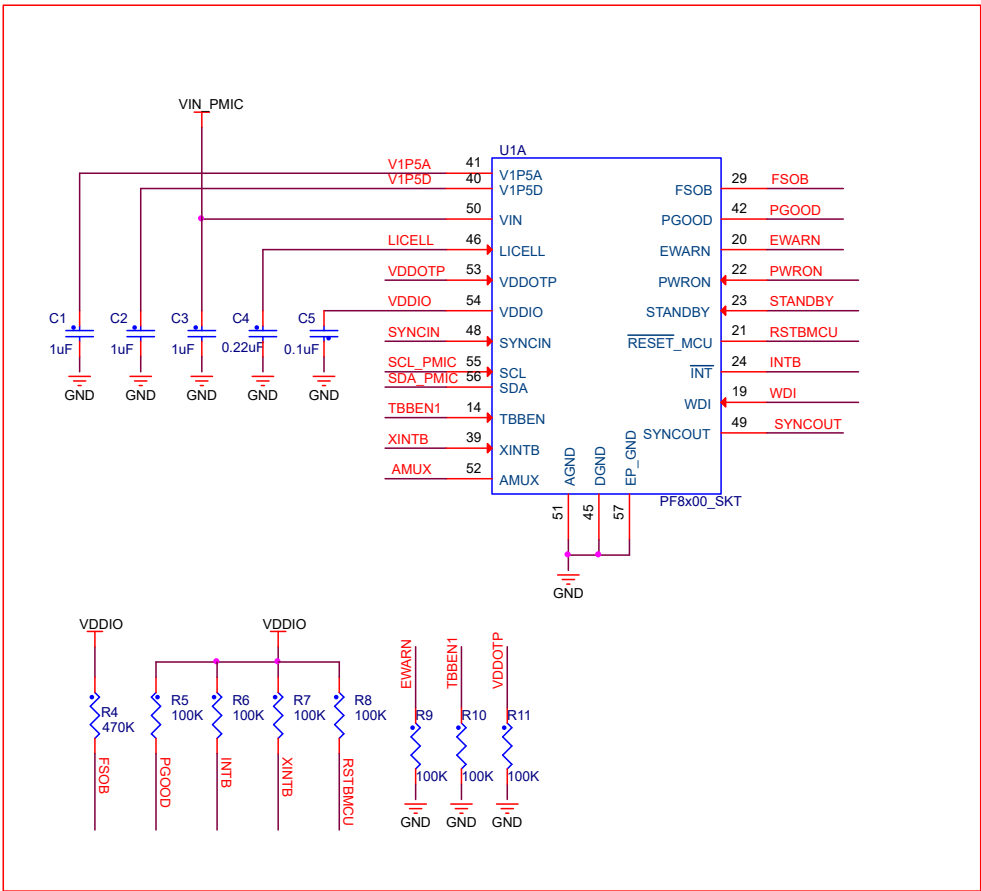 VIN_PMIC
U1A
V1P5A 41 V1P5A
V1P5D 40 V1P5D
50 VIN
LICELL 46 LICELL
VDDOTP 53 VDDOTP
VDDIO 54 VDDIO
SYNCIN 48 SYNCIN
SCL_PMIC 55 SCL
SDA_PMIC 56 SDA
TBBEN1 14 TBBEN
XINTB 39 XINTB
AMUX 52 AMUX
FSOB 29 FSOB
PGOOD 42 PGOOD
EWARN 20 EWARN
PWRON 22 PWRON
STANDBY 23 STANDBY
RESET_MCU 21 RSTBMCU
INT 24 INTB
WDI 19 WDI
SYNCOUT 49 SYNCOUT
AGND DGND EP_GND
PF8x00_SKT
51 45 57
GND
C1 C2 C3 C4 C5
1uF 1uF 1uF 0.22uF 0.1uF
GND GND GND GND GND
VDDIO VDDIO
R4 R5 R6 R7 R8
470K 100K 100K 100K 100K
FSOB PGOOD INTB XINTB RSTBMCU
EWARN TBBEN1 VDDOTP
R9 R10 R11
100K 100K 100K
GND GND GND